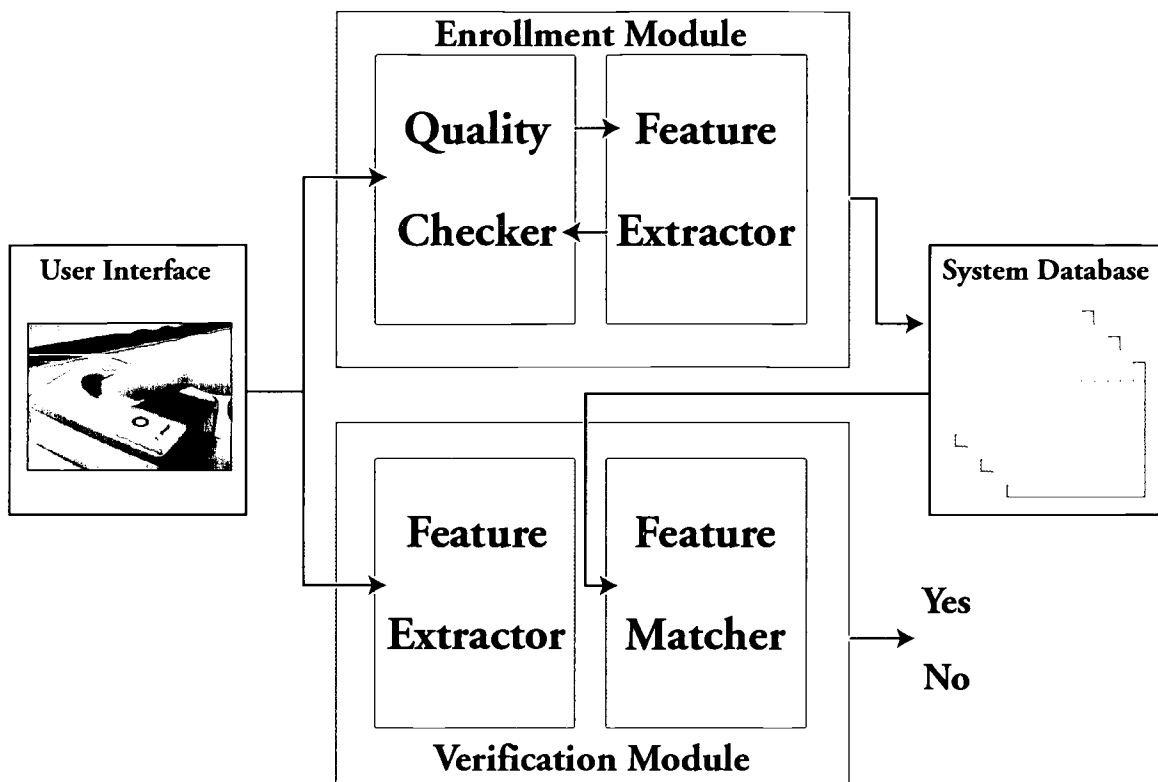 Enrollment Module
Quality
Checker
Feature
Extractor
User Interface
System Database
Feature
Extractor
Feature
Matcher
Yes
No
Verification Module